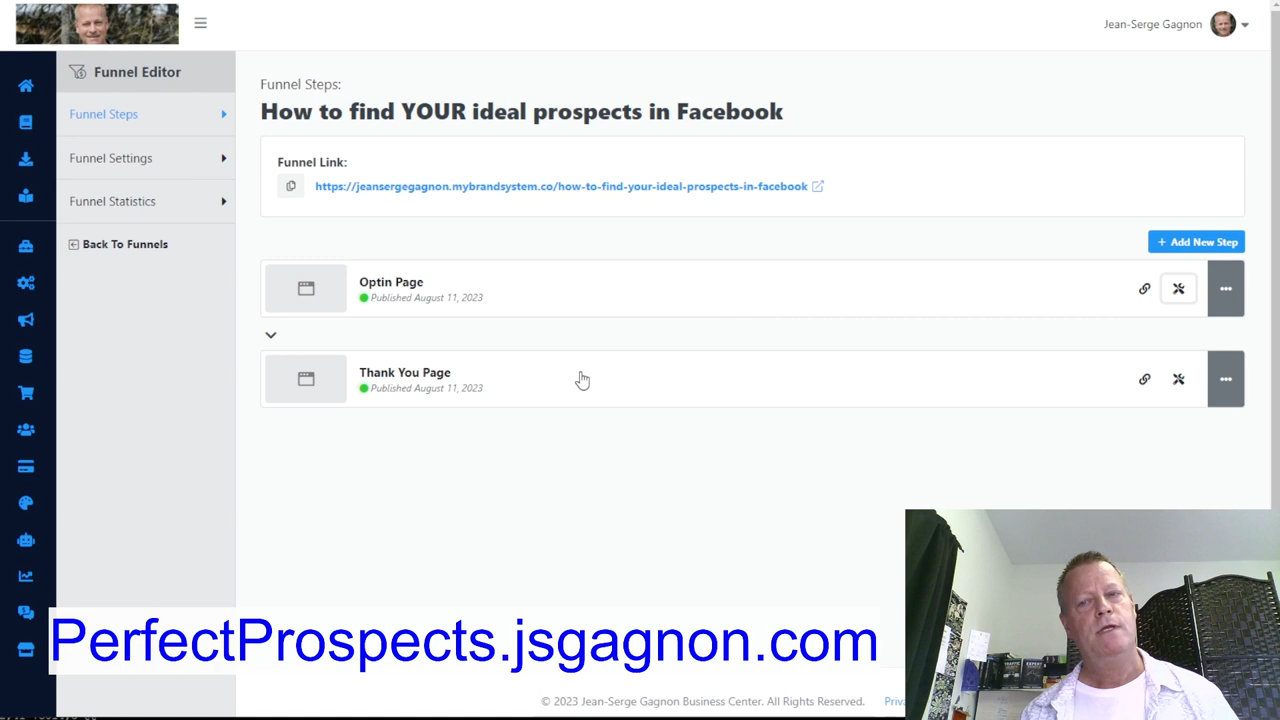 Jean-Serge Gagnon
Funnel Editor
Funnel Steps
Funnel Settings
Funnel Statistics
Back To Funnels
Funnel Steps:
How to find YOUR ideal prospects in Facebook
Funnel Link:
https://jeansergegagnon.mybrandsystem.co/how-to-find-your-ideal-prospects-in-facebook
+ Add New Step
Optin Page
Published August 11, 2023
Thank You Page
Published August 11, 2023
TRAFFIC
EXPERT
PerfectProspects.jsgagnon.com
© 2023 Jean-Serge Gagnon Business Center. All Rights Reserved.